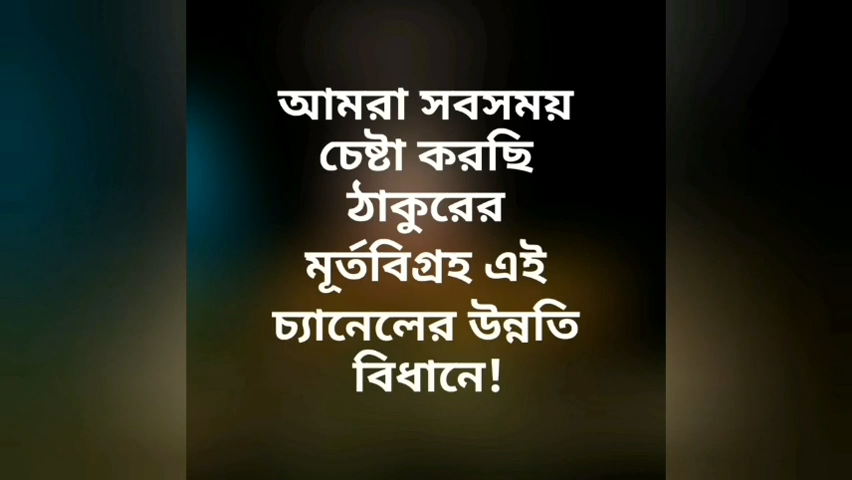 আমরা সবসময়
চেষ্টা করছি
ঠাকুরের
মূর্তবিগ্রহ এই
চ্যানেলের উন্নতি
বিধানে!